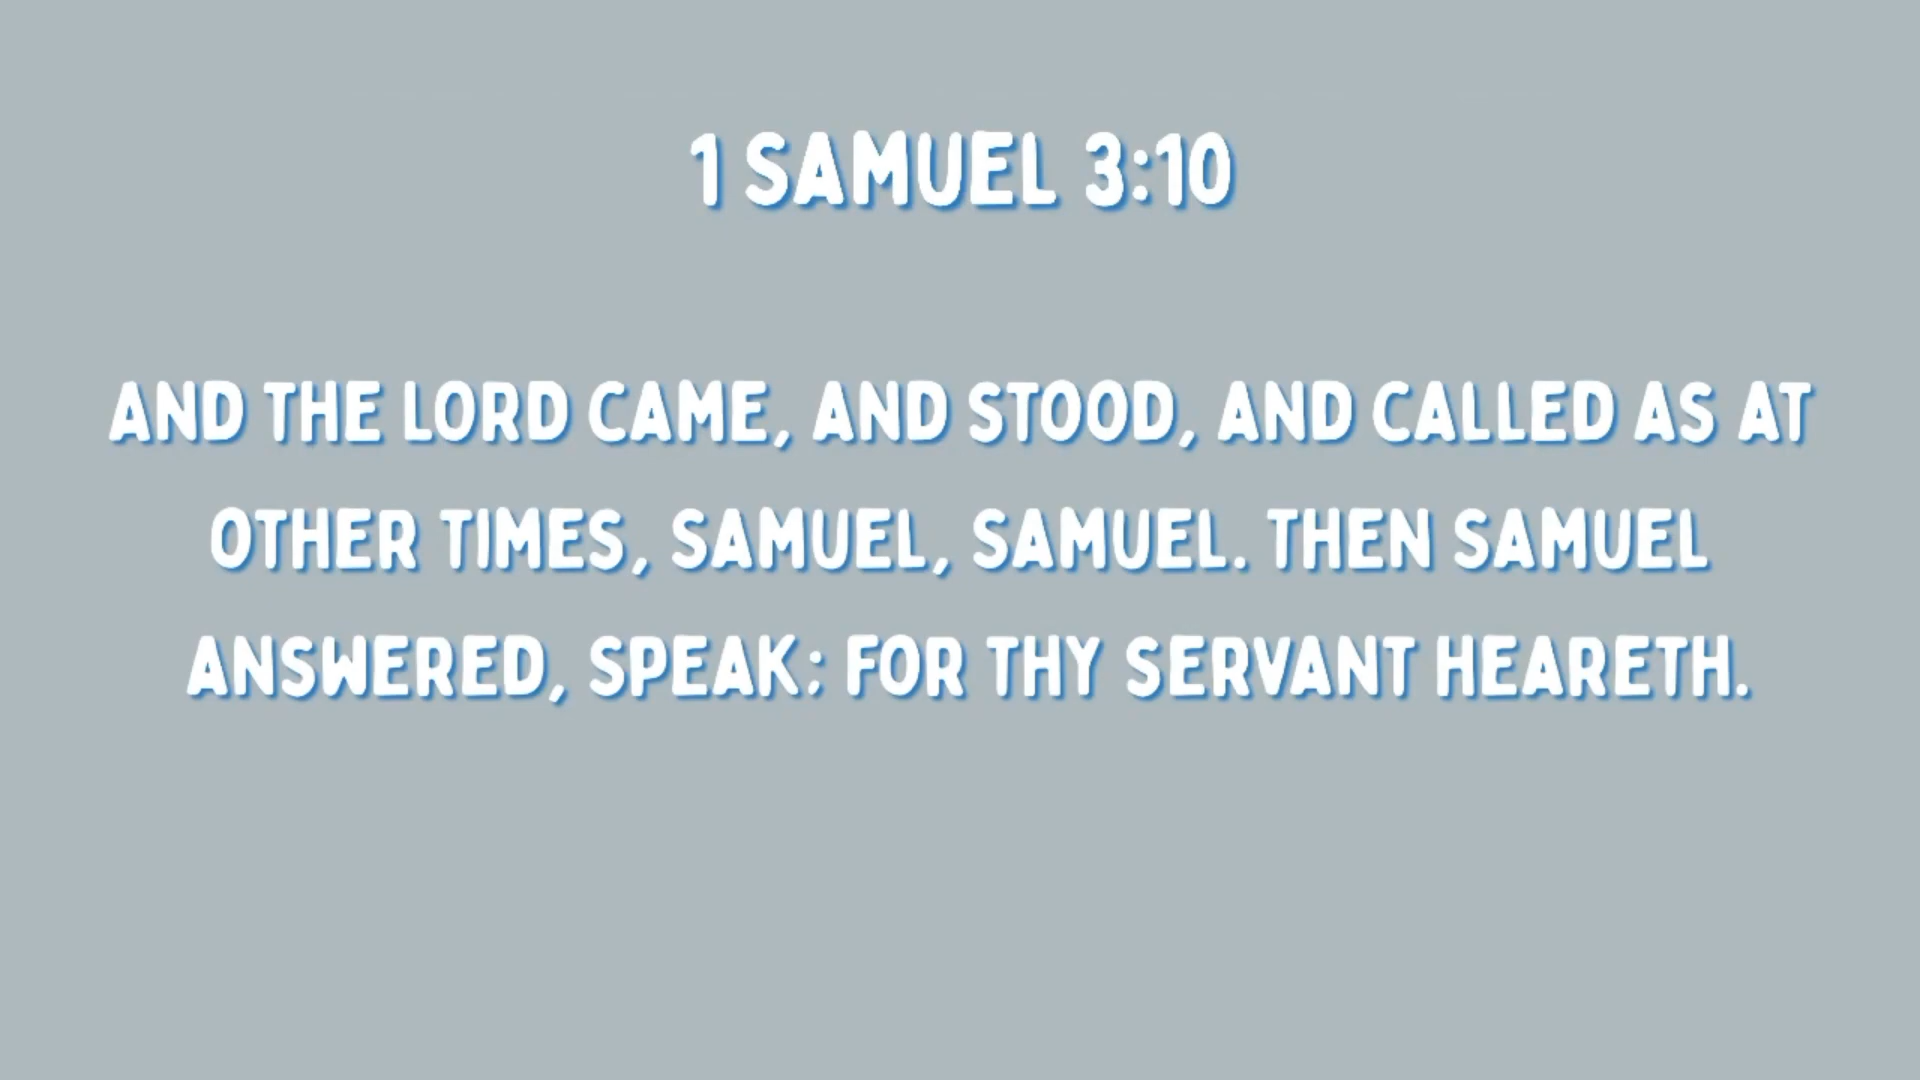 1 SAMUEL 3:10
AND THE LORD CAME, AND STOOD, AND CALLED AS AT
OTHER TIMES, SAMUEL, SAMUEL. THEN SAMUEL
ANSWERED, SPEAK: FOR THY SERVANT HEARETH.